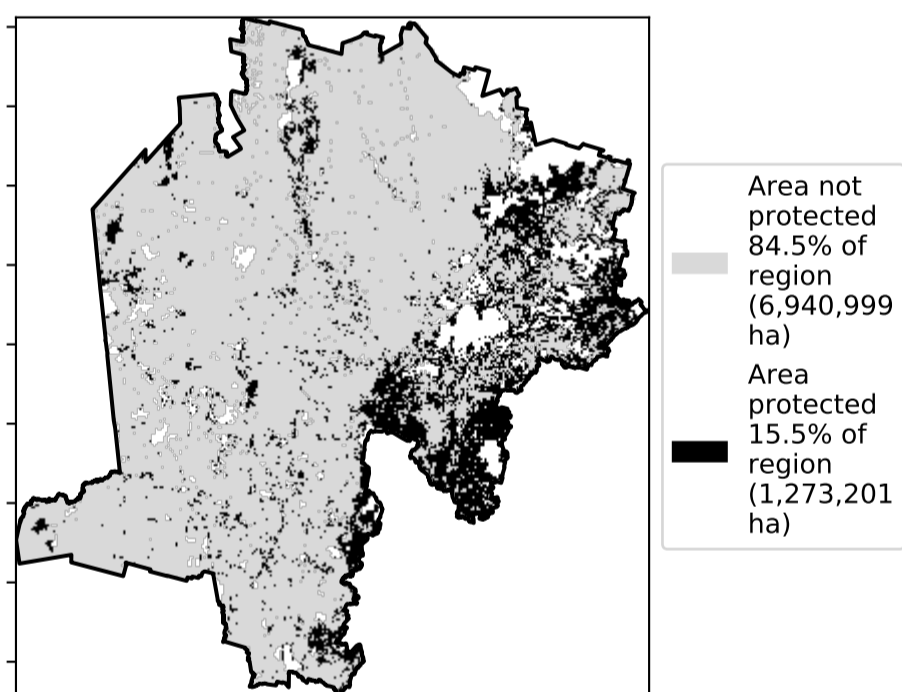 Area not
protected
84.5% of
region
(6,940,999
ha)
Area
protected
15.5% of
region
(1,273,201
ha)